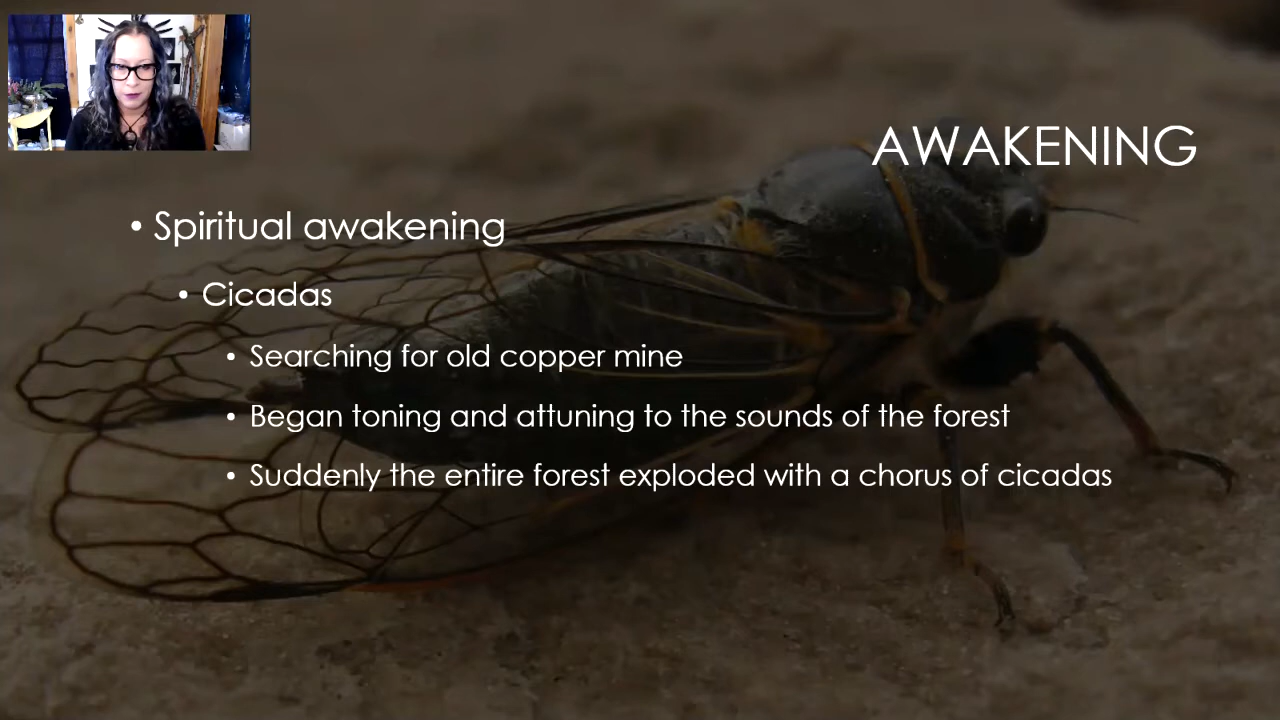 AWAKENING
• Spiritual awakening
• Cicadas
• Searching for old copper mine
• Began toning and attuning to the sounds of the forest
• Suddenly the entire forest exploded with a chorus of cicadas